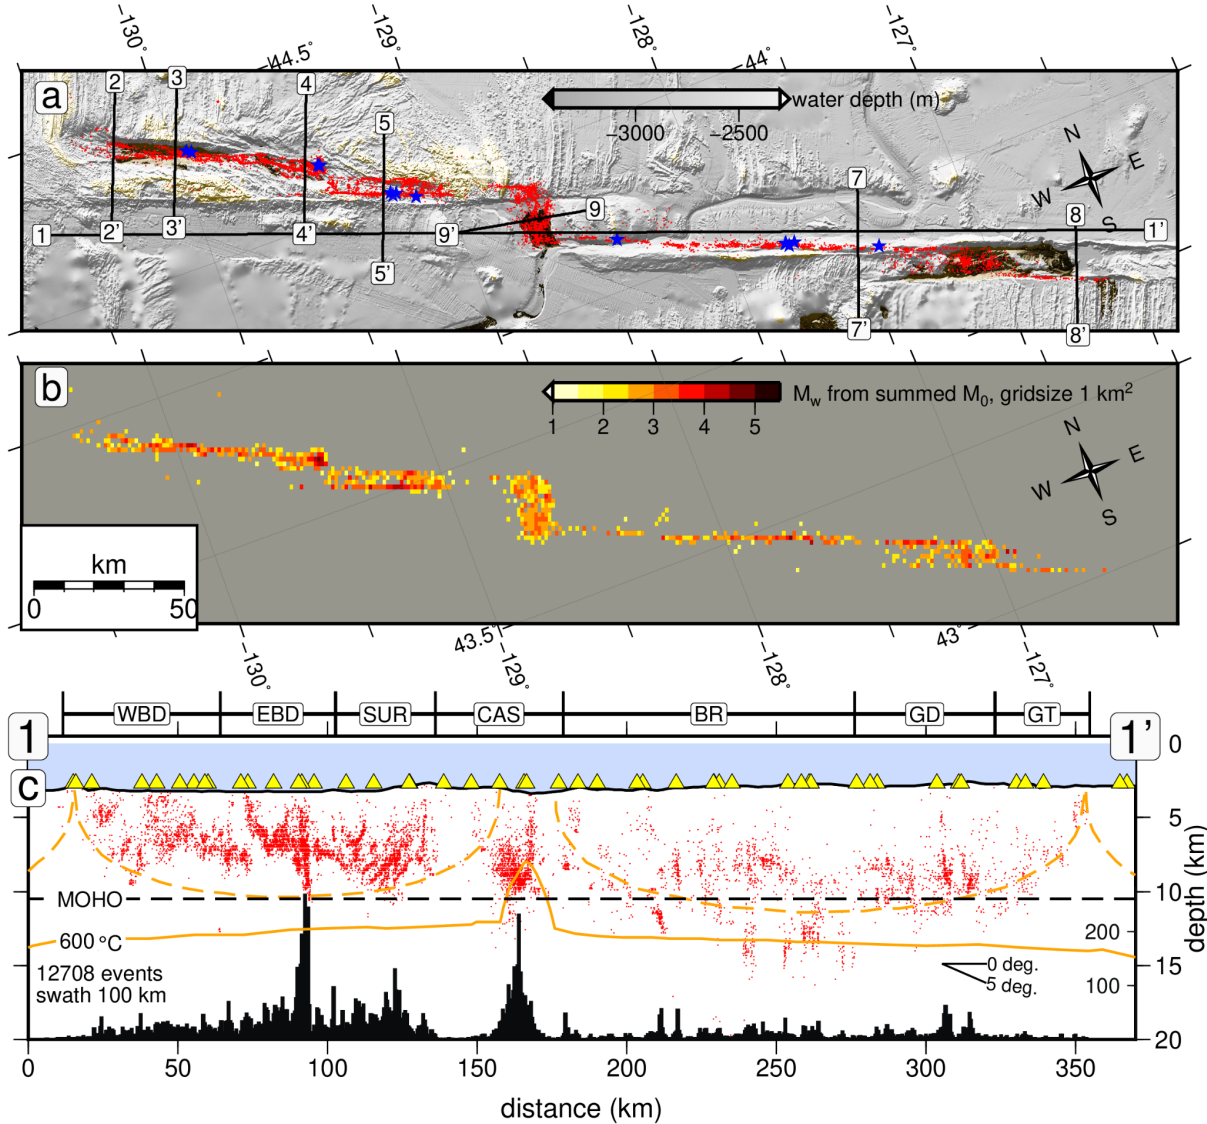 −130°
44.5°
−129°
−128°
−44°
−127°
a
2
3
4
5
water depth (m)
−3000
−2500
N
E
W
S
7
8
9
1
2'
3'
4'
9'
1'
5'
7'
8'
b
Mw from summed M0, gridsize 1 km2
1 2 3 4 5
N
E
W
S
km
0 50
43.5°
43°
−130°
−129°
−128°
−127°
WBD EBD SUR CAS BR GD GT
1
1’
0
C
5
MOHO
10
depth (km)
600 °C
200
12708 events
swath 100 km
0 deg.
5 deg.
15
100
20
0 50 100 150 200 250 300 350
distance (km)